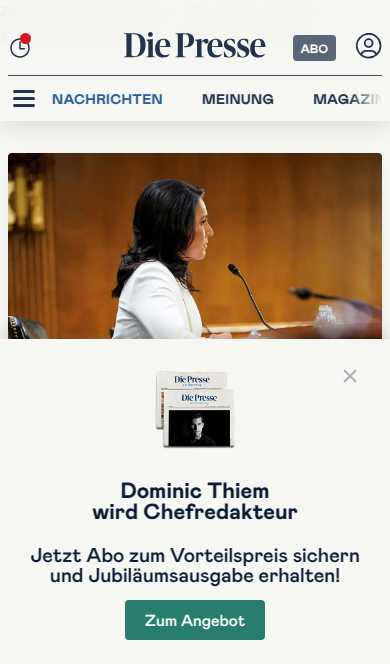 Die Presse
ABO
NACHRICHTEN MEINUNG MAGAZIN
Die Presse
Die Presse
Dominic Thiem
wird Chefredakteur
Jetzt Abo zum Vorteilspreis sichern
und Jubiläumsausgabe erhalten!
Zum Angebot